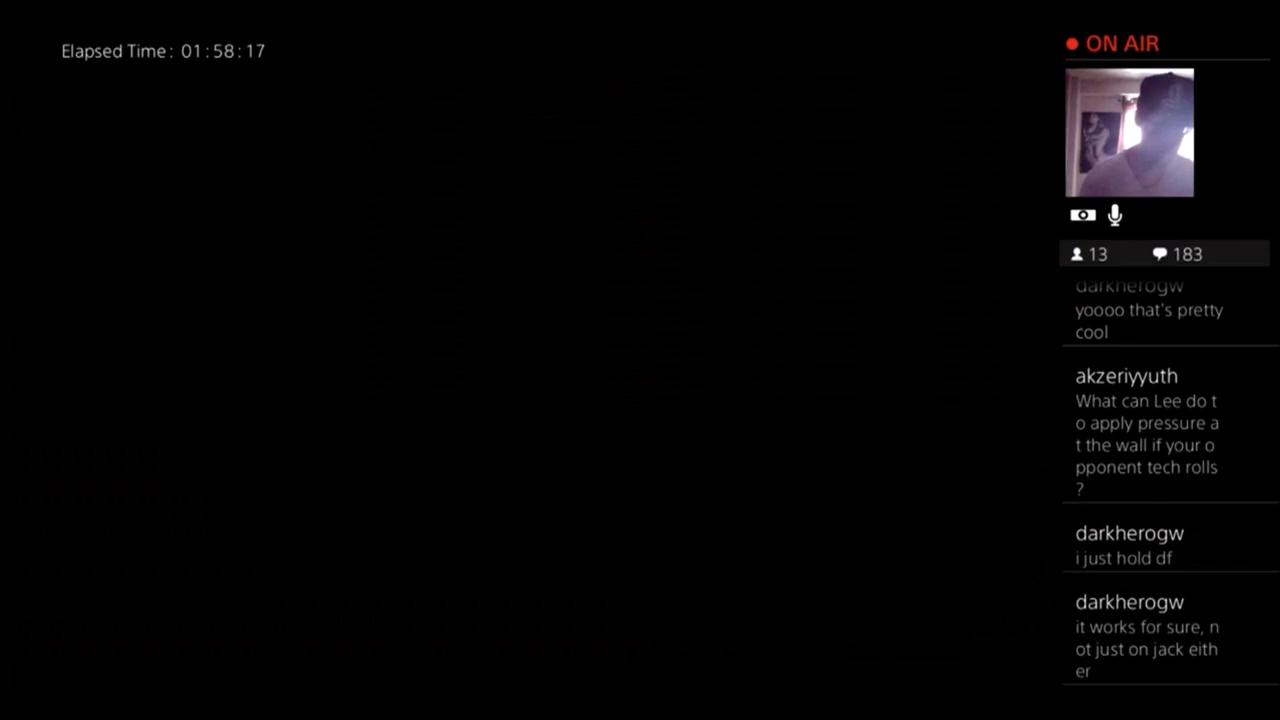 Elapsed Time: 01:58:17
ON AIR
13 183
darkherogw
yoooo that's pretty
cool
akzeriyyuth
What can Lee do t
o apply pressure a
t the wall if your o
pponent tech rolls
?
darkherogw
i just hold df
darkherogw
it works for sure, n
ot just on jack eith
er